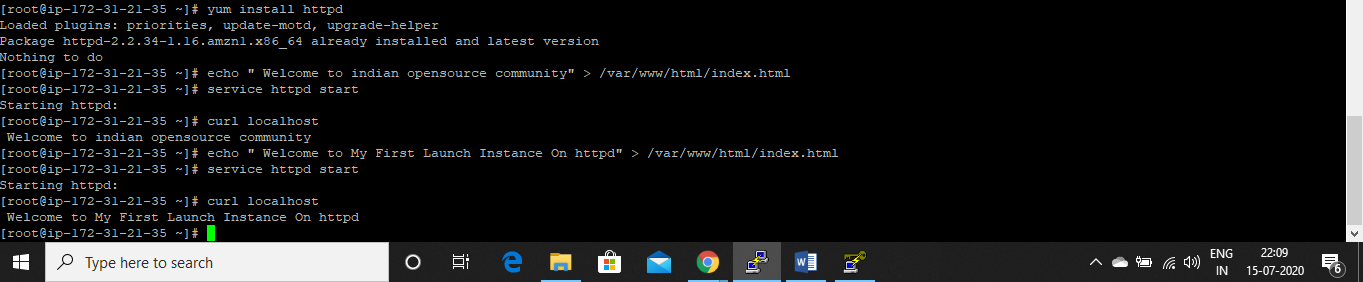 [root@ip-172-31-21-35 ~]# yum install httpd
Loaded plugins: priorities, update-motd, upgrade-helper
Package httpd-2.2.34-1.16.amzn1.x86_64 already installed and latest version
Nothing to do
[root@ip-172-31-21-35 ~]# echo " Welcome to indian opensource community" > /var/www/html/index.html
[root@ip-172-31-21-35 ~]# service httpd start
Starting httpd:
[root@ip-172-31-21-35 ~]# curl localhost
 Welcome to indian opensource community
[root@ip-172-31-21-35 ~]# echo " Welcome to My First Launch Instance On httpd" > /var/www/html/index.html
[root@ip-172-31-21-35 ~]# service httpd start
Starting httpd:
[root@ip-172-31-21-35 ~]# curl localhost
 Welcome to My First Launch Instance On httpd
[root@ip-172-31-21-35 ~]#
Type here to search
ENG
IN
22:09
15-07-2020
6